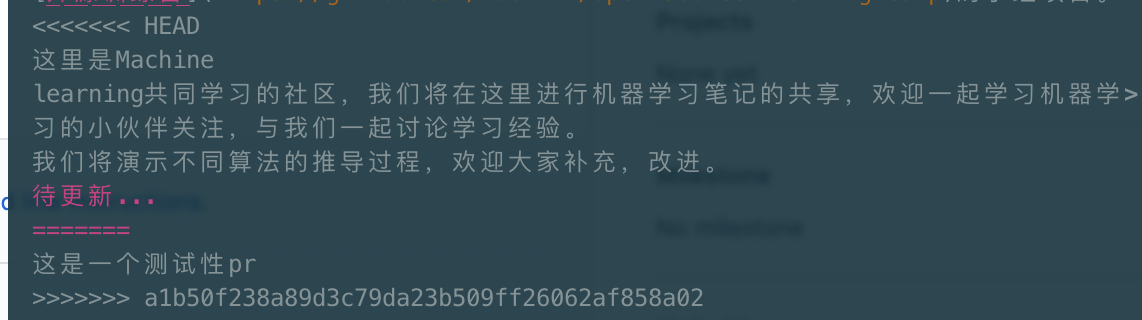 <<<<<<< HEAD
这里是Machine
learning共同学习的社区，我们将在这里进行机器学习笔记的共享，欢迎一起学习机器学>
习的小伙伴关注，与我们一起讨论学习经验。
我们将演示不同算法的推导过程，欢迎大家补充，改进。
待更新...
=======
这是一个测试性pr
>>>>>>> a1b50f238a89d3c79da23b509ff26062af858a02
Projects
No milestone